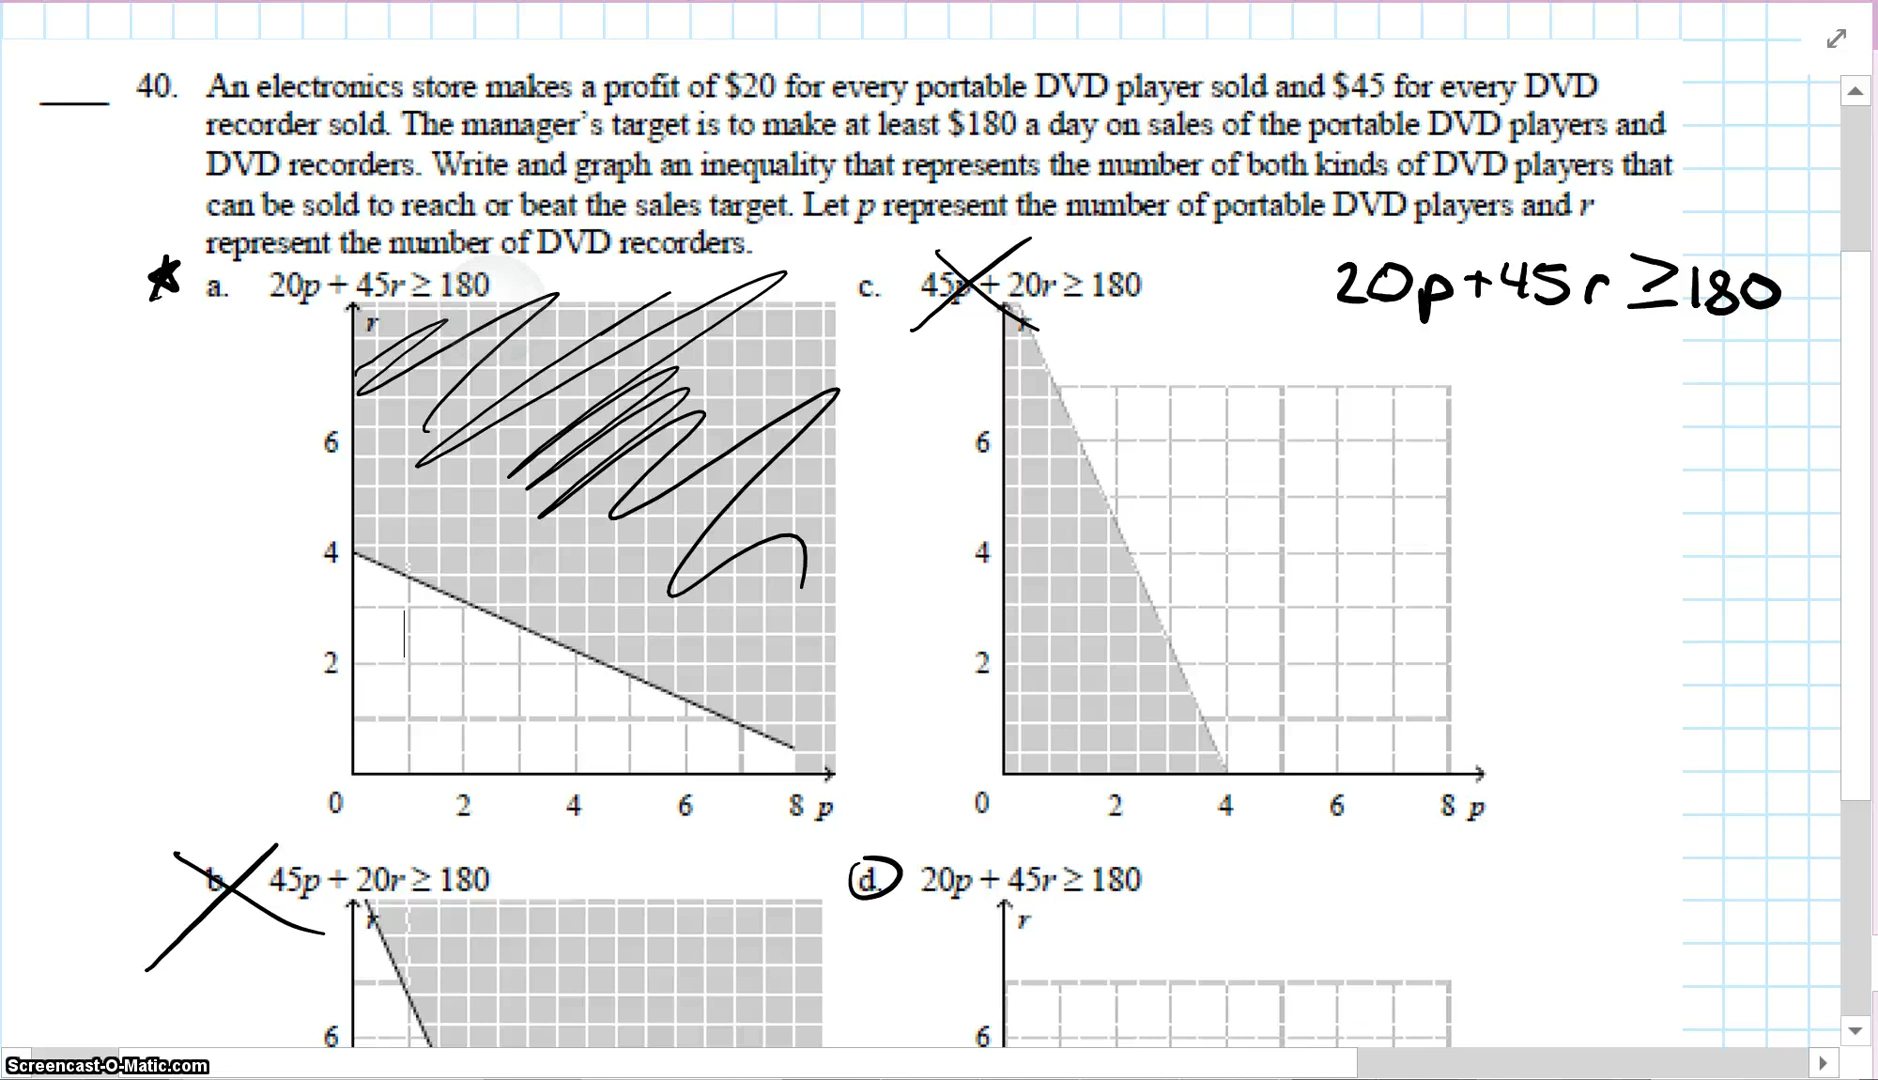 40. An electronics store makes a profit of $20 for every portable DVD player sold and $45 for every DVD
recorder sold. The manager's target is to make at least $180 a day on sales of the portable DVD players and
DVD recorders. Write and graph an inequality that represents the number of both kinds of DVD players that
can be sold to reach or beat the sales target. Let p represent the number of portable DVD players and r
represent the number of DVD recorders.
a. 20p + 45r ≥ 180
c. 45p + 20r ≥ 180
20p+45r ≥180
r
6
4
2
0 2 4 6 8 p
r
6
4
2
0 2 4 6 8 p
b. 45p + 20r ≥ 180
d. 20p + 45r ≥ 180
r
6
r
6
Screencast-O-Matic.com